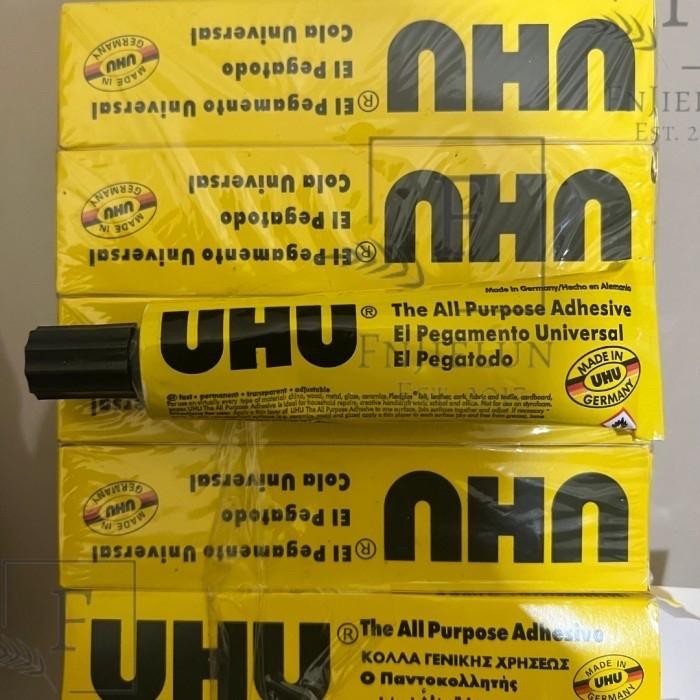 Cola Universal
El Pegatodo
El Pegamento Universal
UHU®
MADE IN
UHU
GERMANY
FNJIEFUN
EST. 2
Cola Universal
El Pegatodo
El Pegamento Universal
UHU®
MADE IN
UHU
GERMANY
Made in Germany/Hecho en Alemania
UHU®
The All Purpose Adhesive
El Pegamento Universal
El Pegatodo
MADE IN
UHU
GERMANY
fast • permanent • transparent • adjustable
Cola Universal
El Pegatodo
El Pegamento Universal
UHU®
MADE IN
UHU
GERMANY
UHU®
The All Purpose Adhesive
ΚΟΛΛΑ ΓΕΝΙΚΗΣ ΧΡΗΣΕΩΣ
Ο Παντοκολλητής
MADE IN
UHU
GERMANY